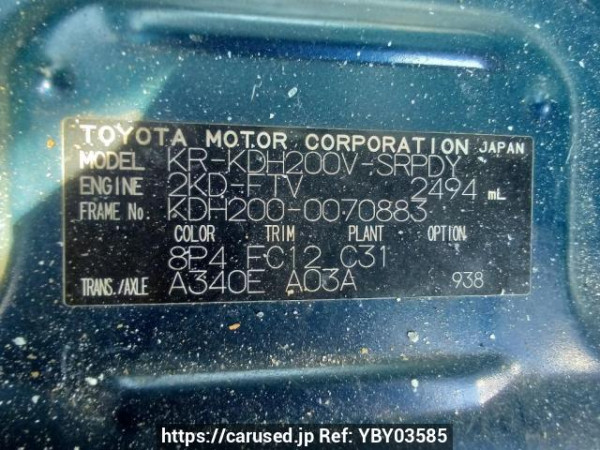 TOYOTA MOTOR CORPORATION JAPAN
MODEL KR-KDH200V-SRPDY
ENGINE 2KD-FTV 2494 mL
FRAME No. KDH200-0070883
COLOR TRIM PLANT OPTION
8P4 FC12 C31
TRANS./AXLE A340E A03A 938
https://carused.jp Ref: YBY03585